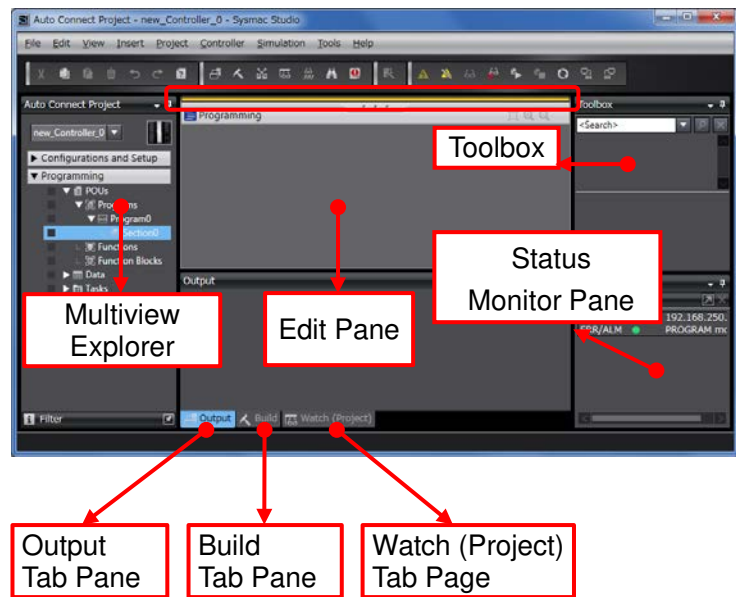 Auto Connect Project - new_Controller_0 - Sysmac Studio
File Edit View Insert Project Controller Simulation Tools Help
Auto Connect Project
new_Controller_0
Configurations and Setup
Programming
POUs
Programs
Program0
Section0
Functions
Function Blocks
Data
Tasks
Filter
Programming
Output
Output Build Watch (Project)
Toolbox
<Search>
192.168.250.
ERR/ALM PROGRAM mo
Toolbox
Status
Monitor Pane
Multiview
Explorer
Edit Pane
Output
Tab Pane
Build
Tab Pane
Watch (Project)
Tab Page